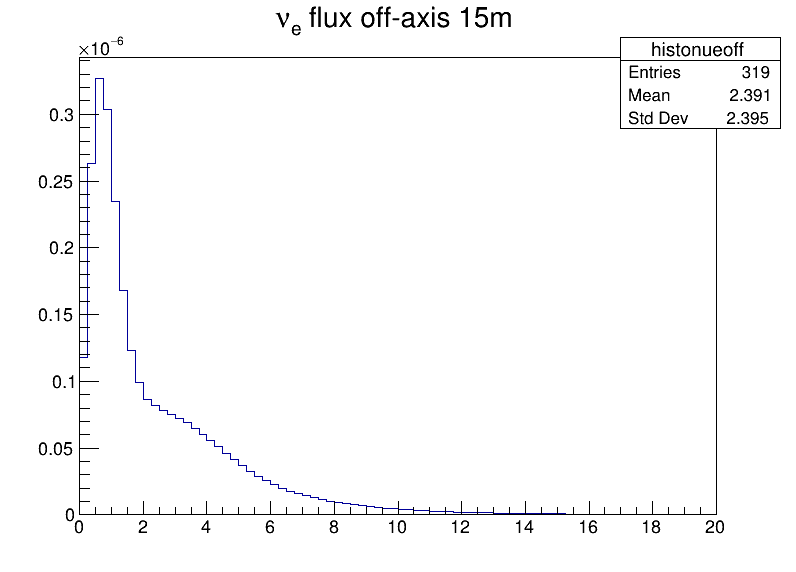 νe flux off-axis 15m
×10−6
histonueoff
Entries 319
Mean 2.391
Std Dev 2.395
0.3
0.25
0.2
0.15
0.1
0.05
0
0 2 4 6 8 10 12 14 16 18 20